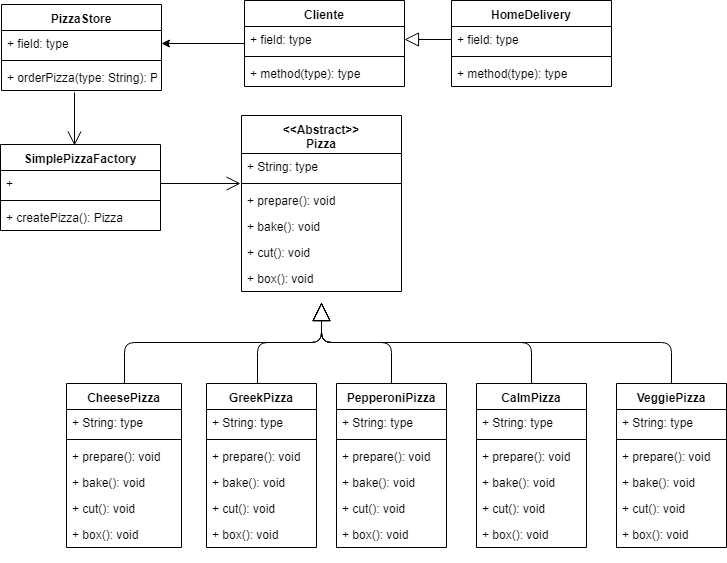 PizzaStore
+ field: type
+ orderPizza(type: String): P
Cliente
+ field: type
+ method(type): type
HomeDelivery
+ field: type
+ method(type): type
SimplePizzaFactory
+
+ createPizza(): Pizza
<<Abstract>>
Pizza
+ String: type
+ prepare(): void
+ bake(): void
+ cut(): void
+ box(): void
CheesePizza
+ String: type
+ prepare(): void
+ bake(): void
+ cut(): void
+ box(): void
GreekPizza
+ String: type
+ prepare(): void
+ bake(): void
+ cut(): void
+ box(): void
PepperoniPizza
+ String: type
+ prepare(): void
+ bake(): void
+ cut(): void
+ box(): void
CalmPizza
+ String: type
+ prepare(): void
+ bake(): void
+ cut(): void
+ box(): void
VeggiePizza
+ String: type
+ prepare(): void
+ bake(): void
+ cut(): void
+ box(): void